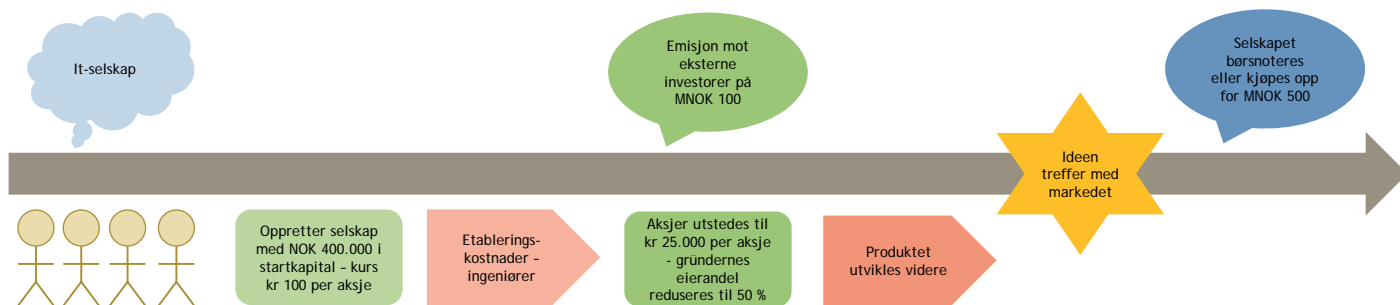 It-selskap
Emisjon mot
eksterne
investorer på
MNOK 100
Selskapet
børsnoteres
eller kjøpes opp
for MNOK 500
Ideen
treffer med
markedet
Oppretter selskap
med NOK 400.000 i
startkapital – kurs
kr 100 per aksje
Etablerings-
kostnader –
ingeniører
Aksjer utstedes til
kr 25.000 per aksje
- gründernes
eierandel
reduseres til 50 %
Produktet
utvikles videre